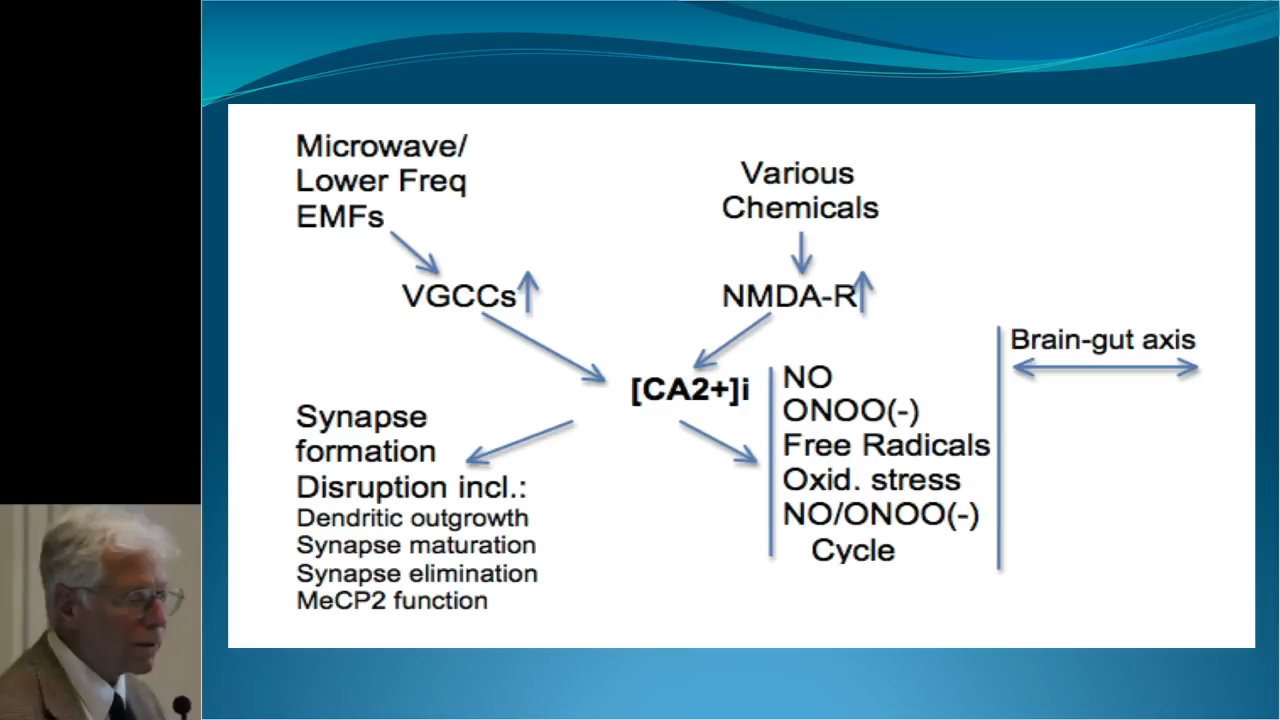 Microwave/
Lower Freq
EMFs
Various
Chemicals
VGCCs
NMDA-R
Brain-gut axis
[CA2+]i
NO
ONOO(-)
Free Radicals
Oxid. stress
NO/ONOO(-)
Cycle
Synapse
formation
Disruption incl.:
Dendritic outgrowth
Synapse maturation
Synapse elimination
MeCP2 function